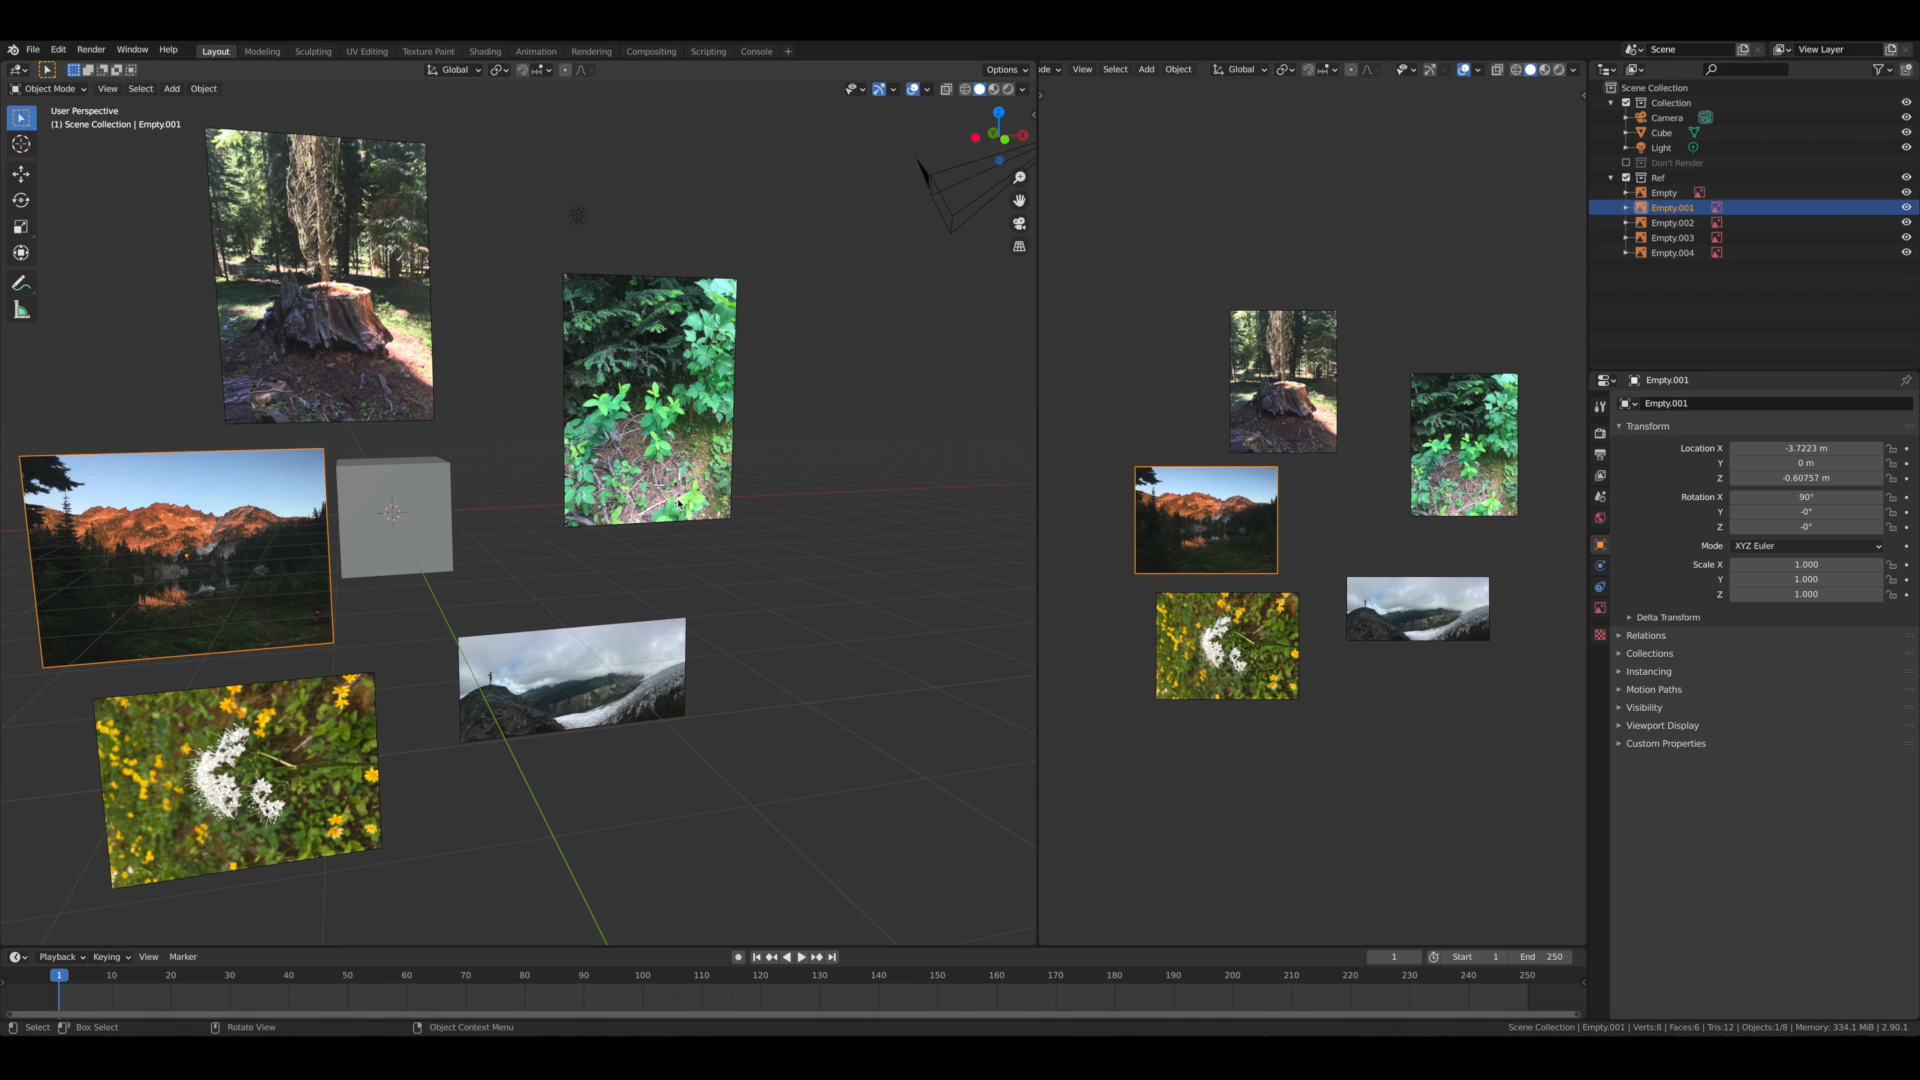 File Edit Render Window Help Layout Modeling Sculpting UV Editing Texture Paint Shading Animation Rendering Compositing Scripting Console + Scene View Layer
Global Options
de View Select Add Object Global
Object Mode View Select Add Object
User Perspective
(1) Scene Collection | Empty.001
Scene Collection
Collection
Camera
Cube
Light
Don't Render
Ref
Empty
Empty.001
Empty.002
Empty.003
Empty.004
Empty.001
Empty.001
Transform
Location X -3.7223 m
Y 0 m
Z -0.60757 m
Rotation X 90°
Y -0°
Z -0°
Mode XYZ Euler
Scale X 1.000
Y 1.000
Z 1.000
Delta Transform
Relations
Collections
Instancing
Motion Paths
Visibility
Viewport Display
Custom Properties
Playback Keying View Marker 1 Start 1 End 250
1 10 20 30 40 50 60 70 80 90 100 110 120 130 140 150 160 170 180 190 200 210 220 230 240 250
Select Box Select Rotate View Object Context Menu Scene Collection | Empty.001 | Verts:8 | Faces:6 | Tris:12 | Objects:1/8 | Memory: 334.1 MiB | 2.90.1